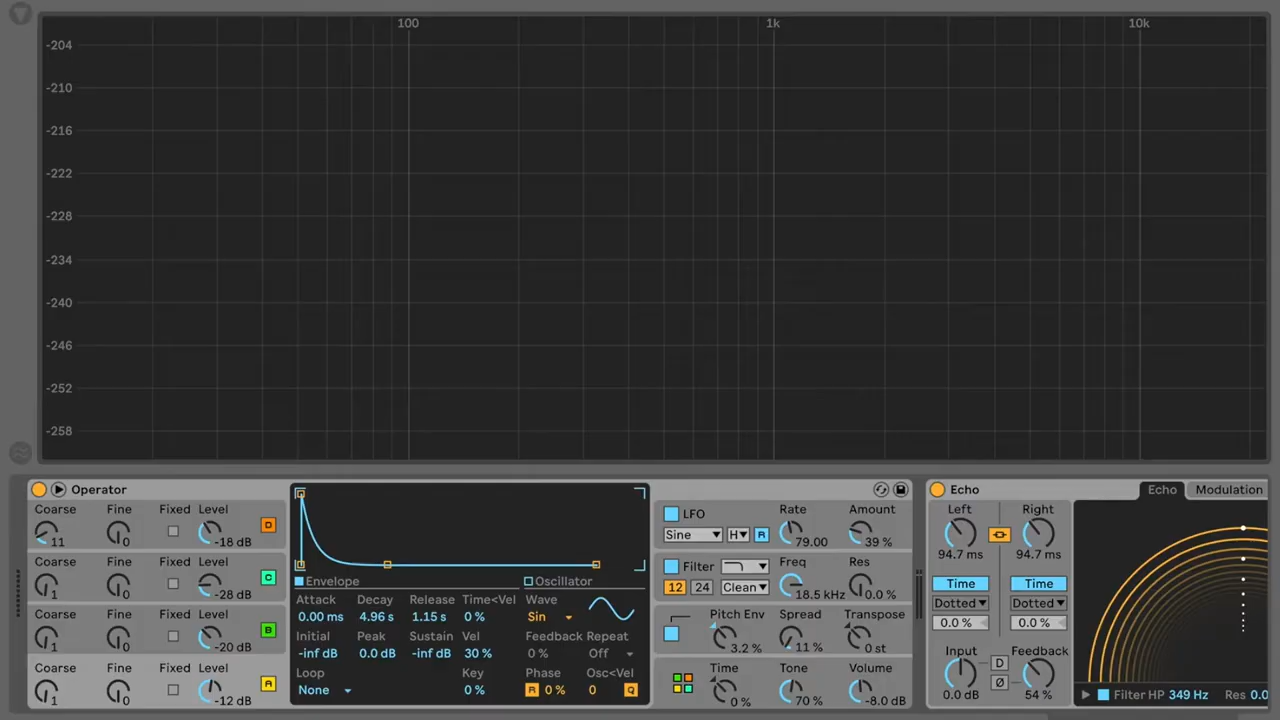 100 1k 10k
-204
-210
-216
-222
-228
-234
-240
-246
-252
-258
Operator
Coarse Fine Fixed Level
11 0 -18 dB D
Coarse Fine Fixed Level
1 0 -28 dB C
Coarse Fine Fixed Level
1 0 -20 dB B
Coarse Fine Fixed Level
1 0 -12 dB A
Envelope Oscillator
Attack Decay Release Time<Vel Wave
0.00 ms 4.96 s 1.15 s 0 % Sin
Initial Peak Sustain Vel Feedback Repeat
-inf dB 0.0 dB -inf dB 30 % 0 % Off
Loop Key Phase Osc<Vel
None 0 % R 0 % 0 Q
LFO Rate Amount
Sine H R 79.00 39 %
Filter Freq Res
12 24 Clean 18.5 kHz 0.0 %
Pitch Env Spread Transpose
3.2 % 11 % 0 st
Time Tone Volume
0 % 70 % -8.0 dB
Echo Echo Modulation
Left Right
94.7 ms 94.7 ms
Time Time
Dotted Dotted
0.0 % 0.0 %
Input D Feedback
0.0 dB Ø 54 %
Filter HP 349 Hz Res 0.0